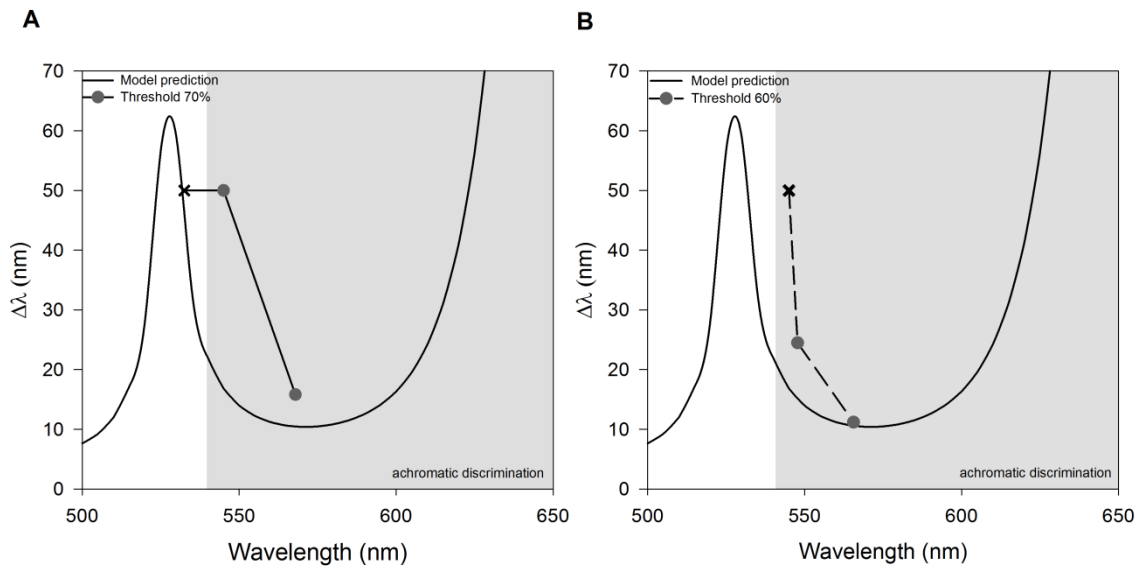 A
Model prediction
Threshold 70%
70
60
50
40
30
20
10
0
Δλ (nm)
achromatic discrimination
500
550
600
650
Wavelength (nm)
B
Model prediction
Threshold 60%
70
60
50
40
30
20
10
0
Δλ (nm)
achromatic discrimination
500
550
600
650
Wavelength (nm)